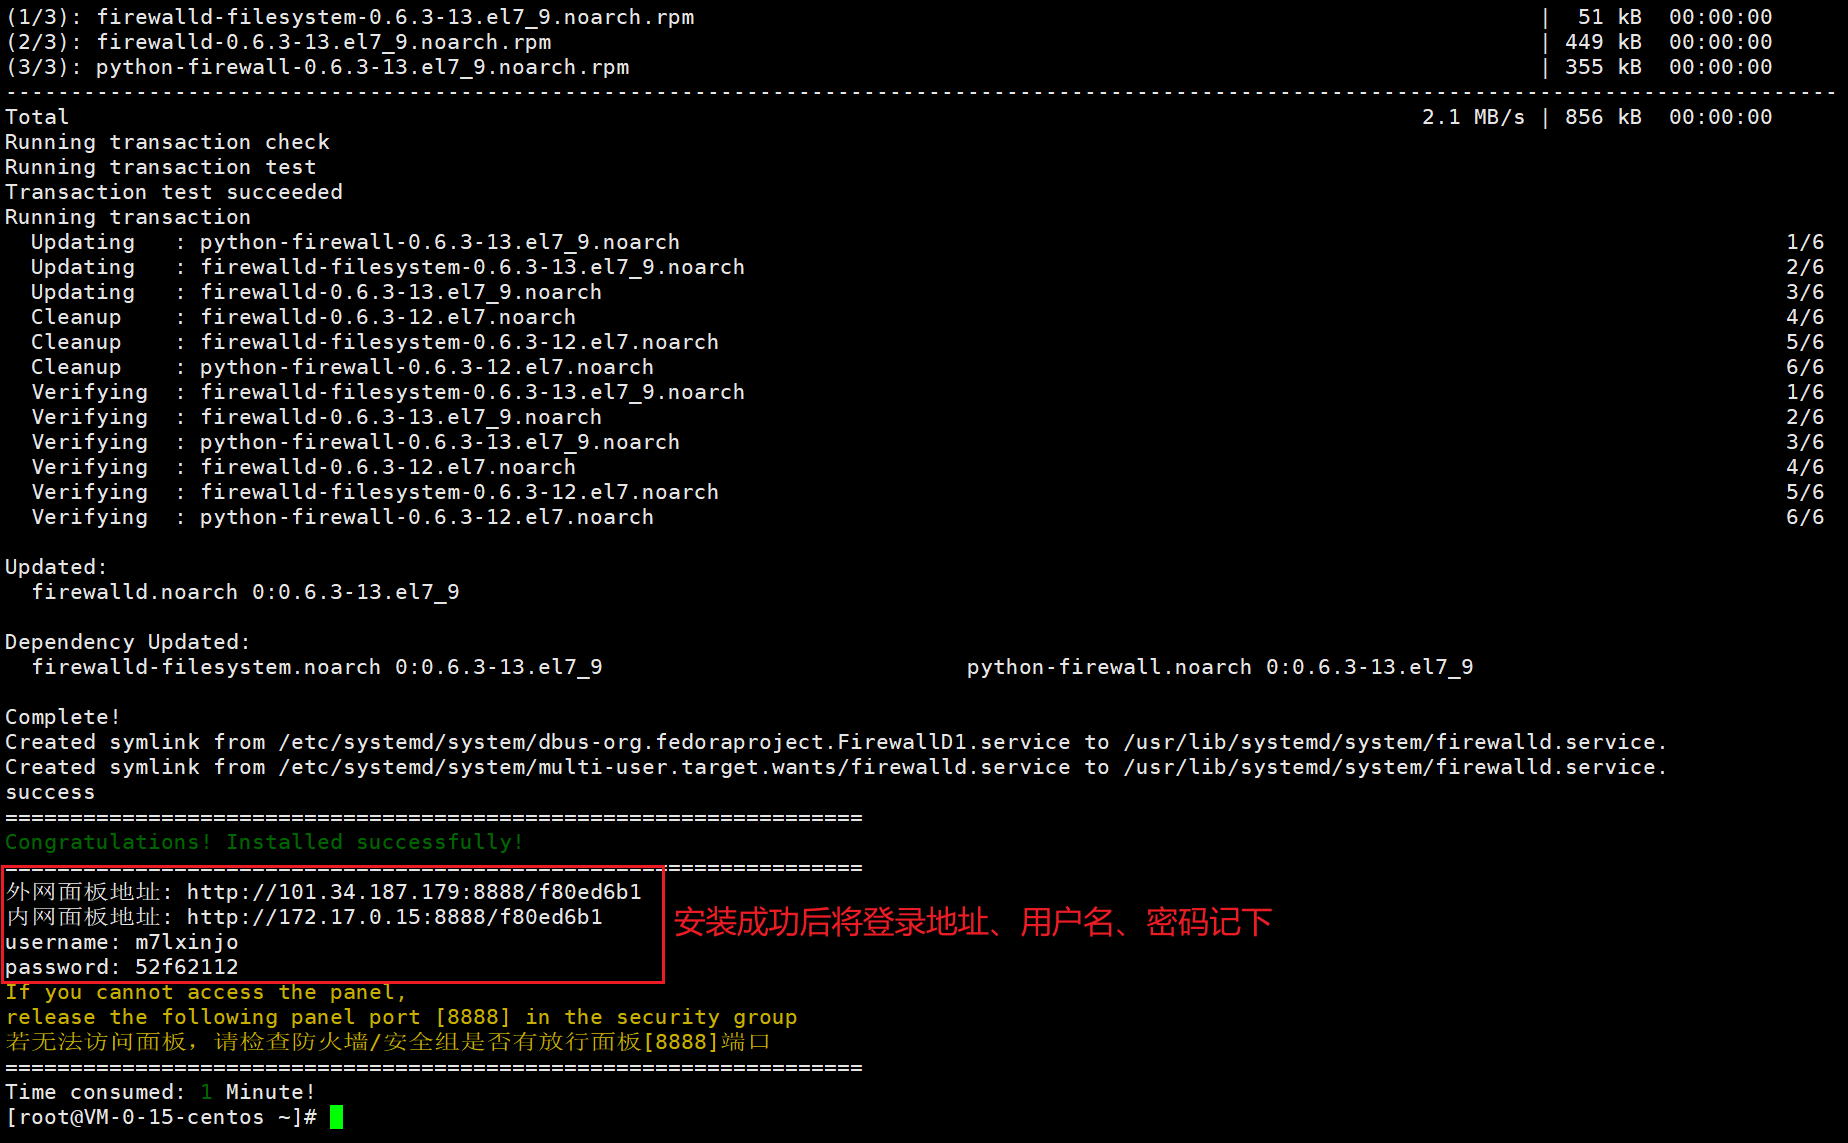 (1/3): firewalld-filesystem-0.6.3-13.el7_9.noarch.rpm | 51 kB 00:00:00
(2/3): firewalld-0.6.3-13.el7_9.noarch.rpm | 449 kB 00:00:00
(3/3): python-firewall-0.6.3-13.el7_9.noarch.rpm | 355 kB 00:00:00
---------------------------------------------------------------------------------------------------------------------------------------------
Total 2.1 MB/s | 856 kB 00:00:00
Running transaction check
Running transaction test
Transaction test succeeded
Running transaction
Updating : python-firewall-0.6.3-13.el7_9.noarch 1/6
Updating : firewalld-filesystem-0.6.3-13.el7_9.noarch 2/6
Updating : firewalld-0.6.3-13.el7_9.noarch 3/6
Cleanup : firewalld-0.6.3-12.el7.noarch 4/6
Cleanup : firewalld-filesystem-0.6.3-12.el7.noarch 5/6
Cleanup : python-firewall-0.6.3-12.el7.noarch 6/6
Verifying : firewalld-filesystem-0.6.3-13.el7_9.noarch 1/6
Verifying : firewalld-0.6.3-13.el7_9.noarch 2/6
Verifying : python-firewall-0.6.3-13.el7_9.noarch 3/6
Verifying : firewalld-0.6.3-12.el7.noarch 4/6
Verifying : firewalld-filesystem-0.6.3-12.el7.noarch 5/6
Verifying : python-firewall-0.6.3-12.el7.noarch 6/6
Updated:
firewalld.noarch 0:0.6.3-13.el7_9
Dependency Updated:
firewalld-filesystem.noarch 0:0.6.3-13.el7_9 python-firewall.noarch 0:0.6.3-13.el7_9
Complete!
Created symlink from /etc/systemd/system/dbus-org.fedoraproject.FirewallD1.service to /usr/lib/systemd/system/firewalld.service.
Created symlink from /etc/systemd/system/multi-user.target.wants/firewalld.service to /usr/lib/systemd/system/firewalld.service.
success
==================================================================
Congratulations! Installed successfully!
==================================================================
外网面板地址: http://101.34.187.179:8888/f80ed6b1
内网面板地址: http://172.17.0.15:8888/f80ed6b1
安装成功后将登录地址、用户名、密码记下
username: m7lxinjo
password: 52f62112
If you cannot access the panel,
release the following panel port [8888] in the security group
若无法访问面板，请检查防火墙/安全组是否有放行面板[8888]端口
==================================================================
Time consumed: 1 Minute!
[root@VM-0-15-centos ~]#